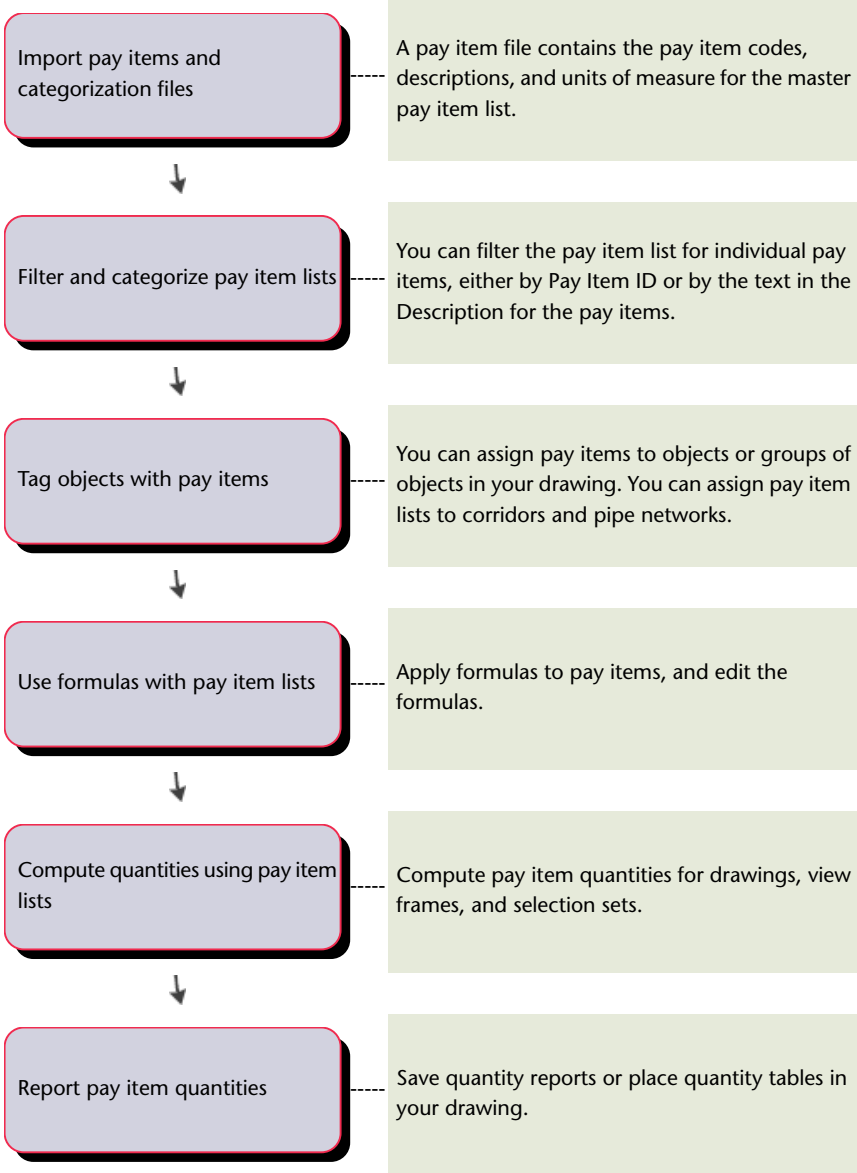 Import pay items and
categorization files
A pay item file contains the pay item codes,
descriptions, and units of measure for the master
pay item list.
Filter and categorize pay item lists
You can filter the pay item list for individual pay
items, either by Pay Item ID or by the text in the
Description for the pay items.
Tag objects with pay items
You can assign pay items to objects or groups of
objects in your drawing. You can assign pay item
lists to corridors and pipe networks.
Use formulas with pay item lists
Apply formulas to pay items, and edit the
formulas.
Compute quantities using pay item
lists
Compute pay item quantities for drawings, view
frames, and selection sets.
Report pay item quantities
Save quantity reports or place quantity tables in
your drawing.